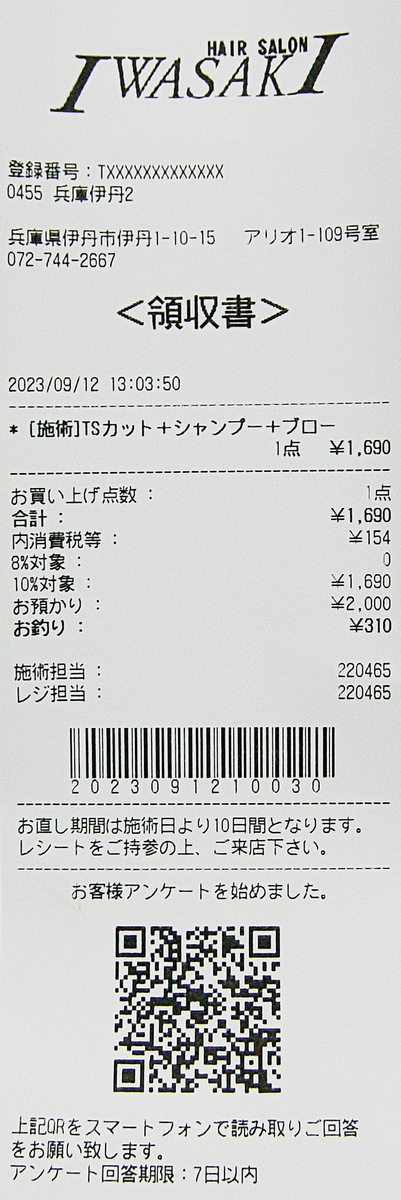 HAIR SALON
IWASAKI
登録番号：TXXXXXXXXXXXXX
0455 兵庫伊丹2
兵庫県伊丹市伊丹1-10-15 アリオ1-109号室
072-744-2667
＜領収書＞
2023/09/12 13:03:50
* [施術]TSカット＋シャンプー＋ブロー
1点 ¥1,690
お買い上げ点数： 1点
合計： ¥1,690
内消費税等： ¥154
8%対象： 0
10%対象： ¥1,690
お預かり： ¥2,000
お釣り： ¥310
施術担当： 220465
レジ担当： 220465
2023091210030
お直し期間は施術日より10日間となります。
レシートをご持参の上、ご来店下さい。
お客様アンケートを始めました。
上記QRをスマートフォンで読み取りご回答
をお願い致します。
アンケート回答期限：7日以内